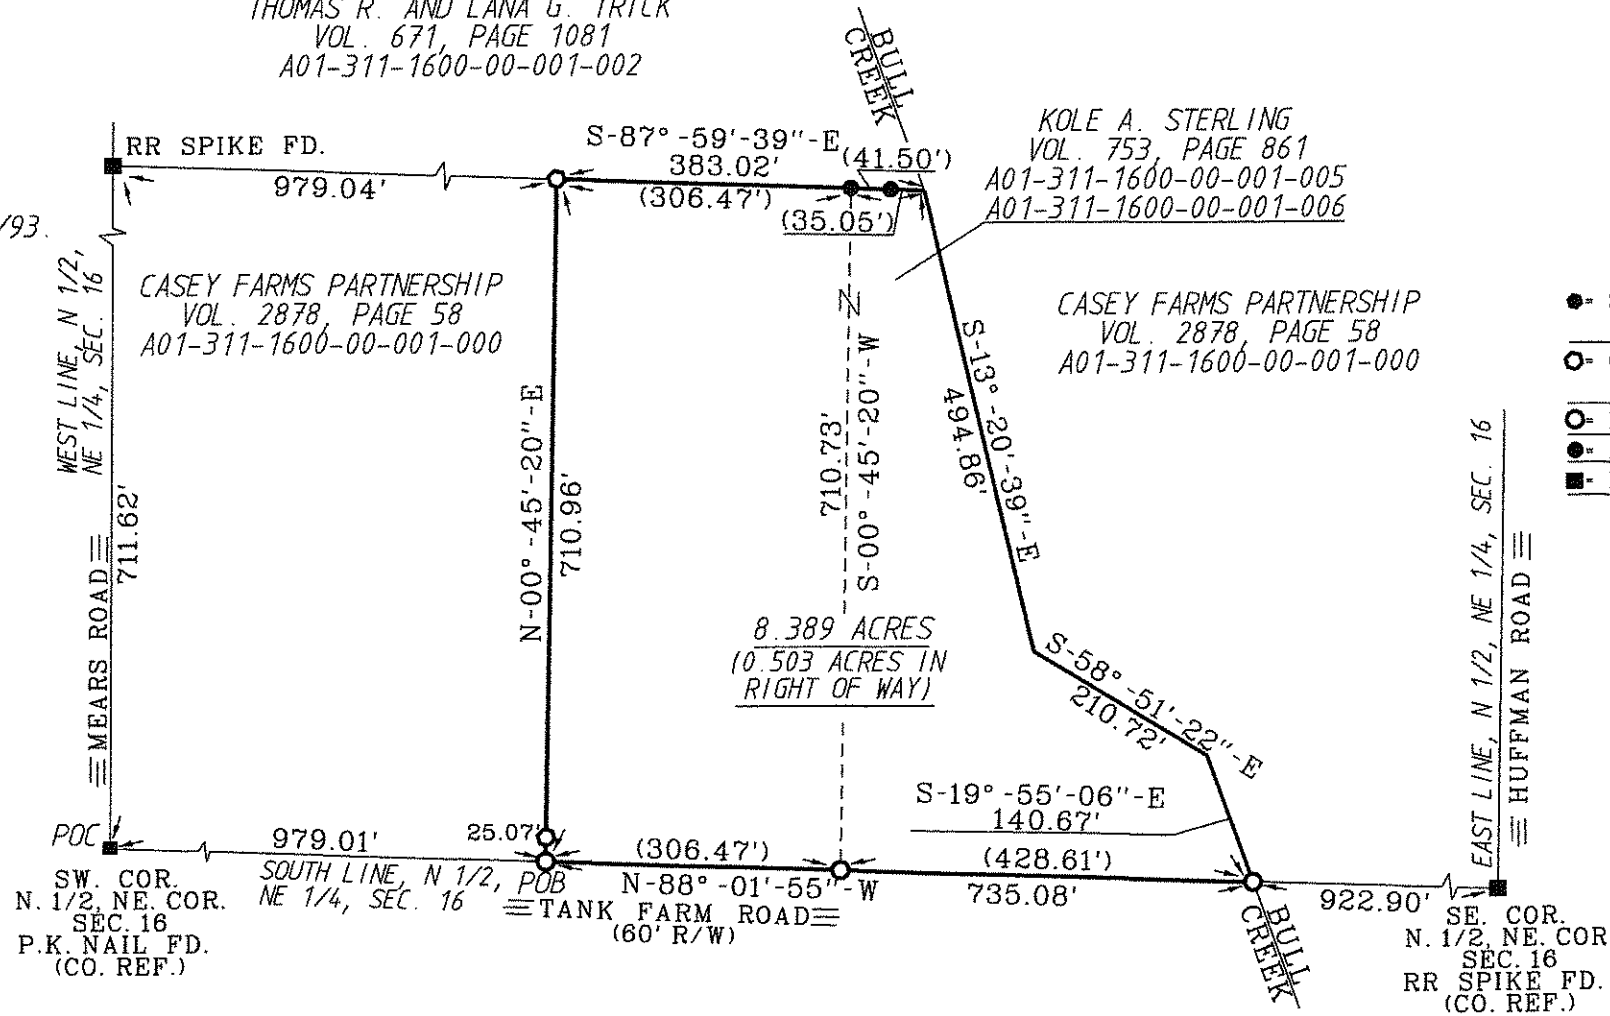 THOMAS R. AND LANA G. TRICK
VOL. 671, PAGE 1081
A01-311-1600-00-001-002
BULL
CREEK
KOLE A. STERLING
VOL. 753, PAGE 861
A01-311-1600-00-001-005
A01-311-1600-00-001-006
RR SPIKE FD.
979.04'
S-87°-59'-39"-E
383.02'
(41.50')
(306.47')
(35.05')
/93.
WEST LINE, N 1/2,
NE 1/4, SEC. 16
CASEY FARMS PARTNERSHIP
VOL. 2878, PAGE 58
A01-311-1600-00-001-000
CASEY FARMS PARTNERSHIP
VOL. 2878, PAGE 58
A01-311-1600-00-001-000
N-00°-45'-20"-E
710.96'
710.73'
S-00°-45'-20"-W
S-13°-20'-39"-E
494.86'
711.62'
MEARS ROAD
8.389 ACRES
(0.503 ACRES IN
RIGHT OF WAY)
S-58°-51'-22"-E
210.72'
S-19°-55'-06"-E
140.67'
EAST LINE, N 1/2, NE 1/4, SEC. 16
HUFFMAN ROAD
POC
979.01'
25.07'
SOUTH LINE, N 1/2,
NE 1/4, SEC. 16
POB
(306.47')
(428.61')
N-88°-01'-55"-W
735.08'
TANK FARM ROAD
(60' R/W)
922.90'
BULL
CREEK
SW. COR.
N. 1/2, NE. COR.
SEC. 16
P.K. NAIL FD.
(CO. REF.)
SE. COR.
N. 1/2, NE. COR
SEC. 16
RR SPIKE FD.
(CO. REF.)